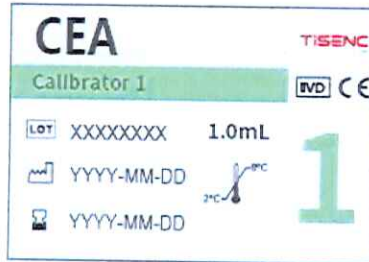 CEA
TISENC
Calibrator 1
IVD CE
LOT XXXXXXXX 1.0mL
1
YYYY-MM-DD
8°C
2°C
YYYY-MM-DD